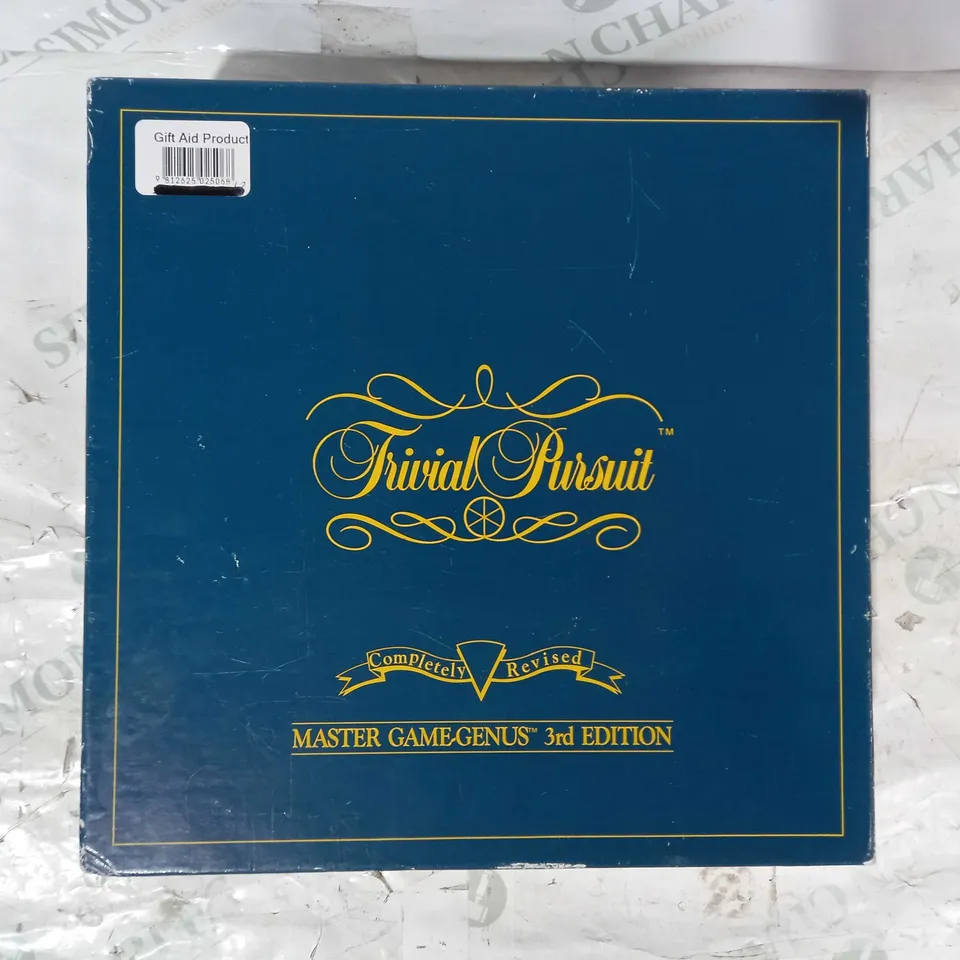 Gift Aid Product
Trivial Pursuit™
Completely Revised
MASTER GAME-GENUS™ 3rd EDITION